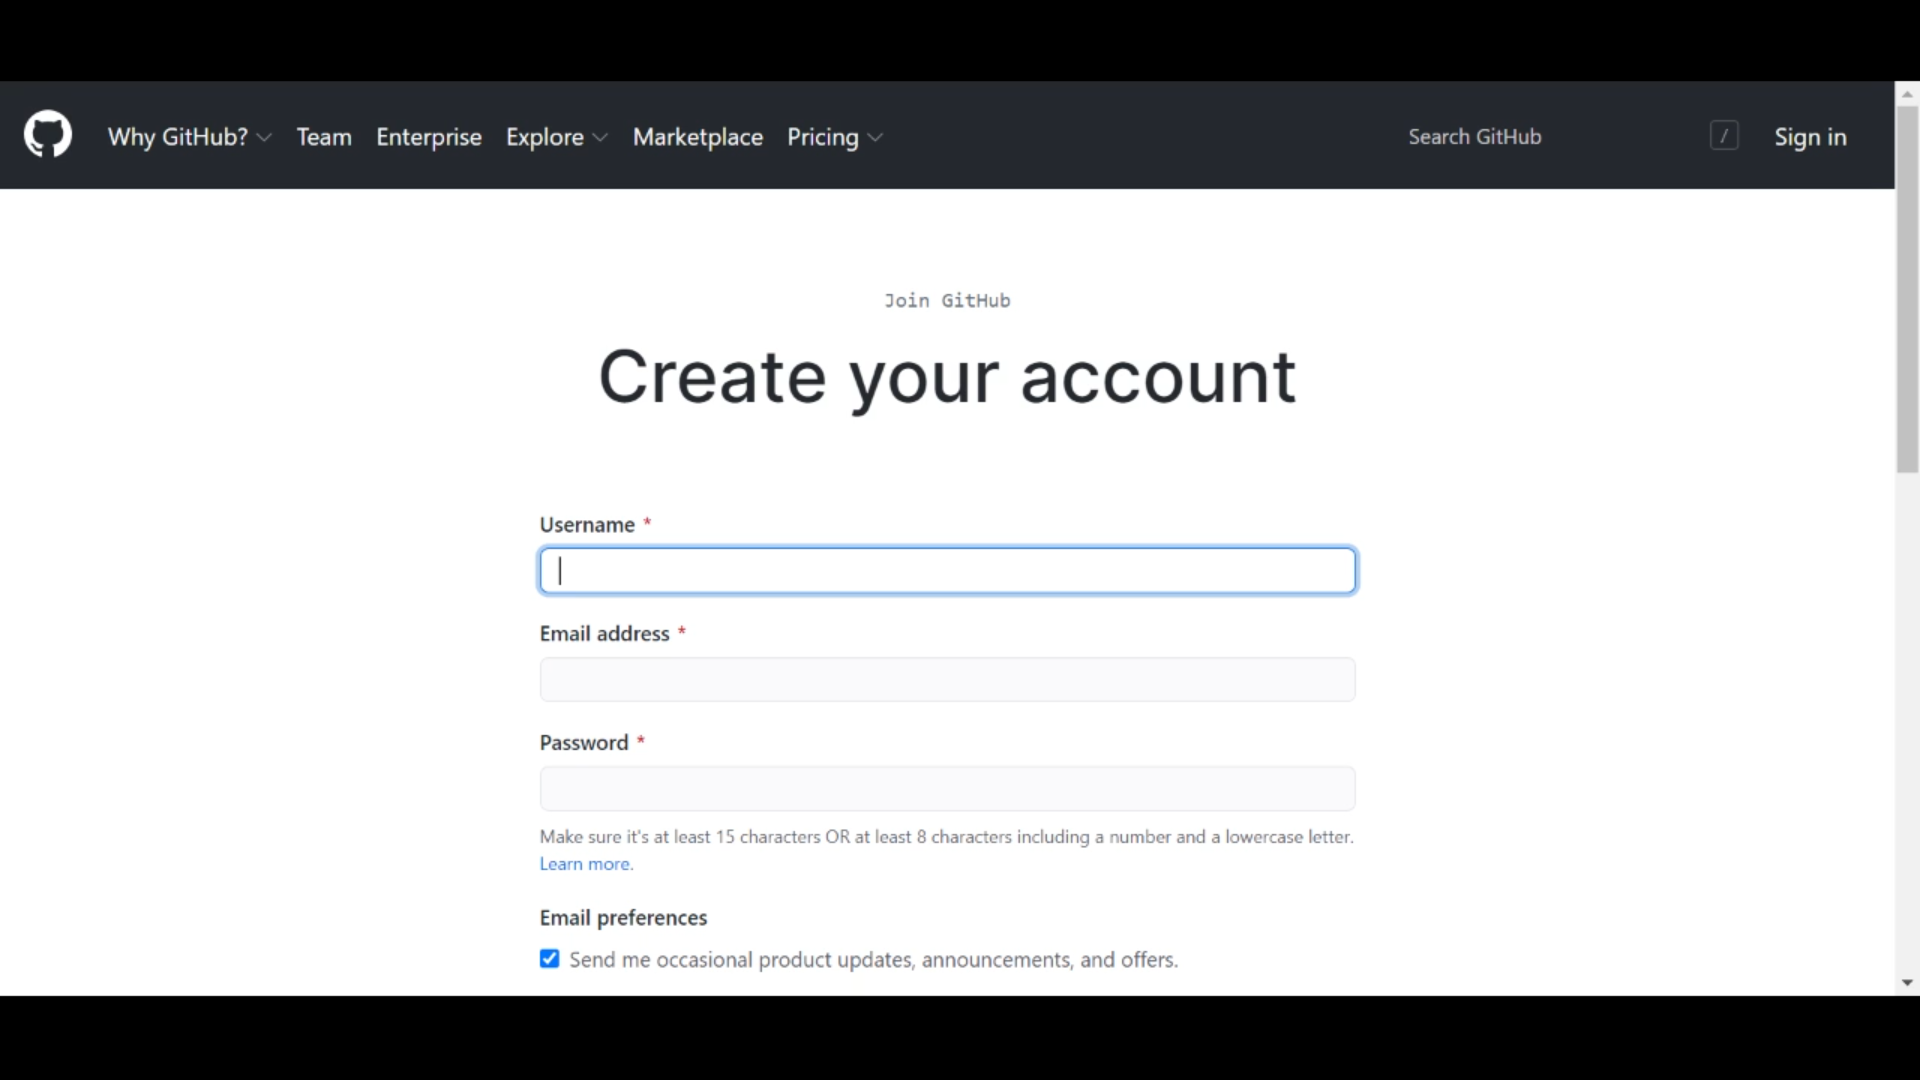 Why GitHub? Team Enterprise Explore Marketplace Pricing Search GitHub / Sign in
Join GitHub
Create your account
Username *
Email address *
Password *
Make sure it's at least 15 characters OR at least 8 characters including a number and a lowercase letter.
Learn more.
Email preferences
Send me occasional product updates, announcements, and offers.